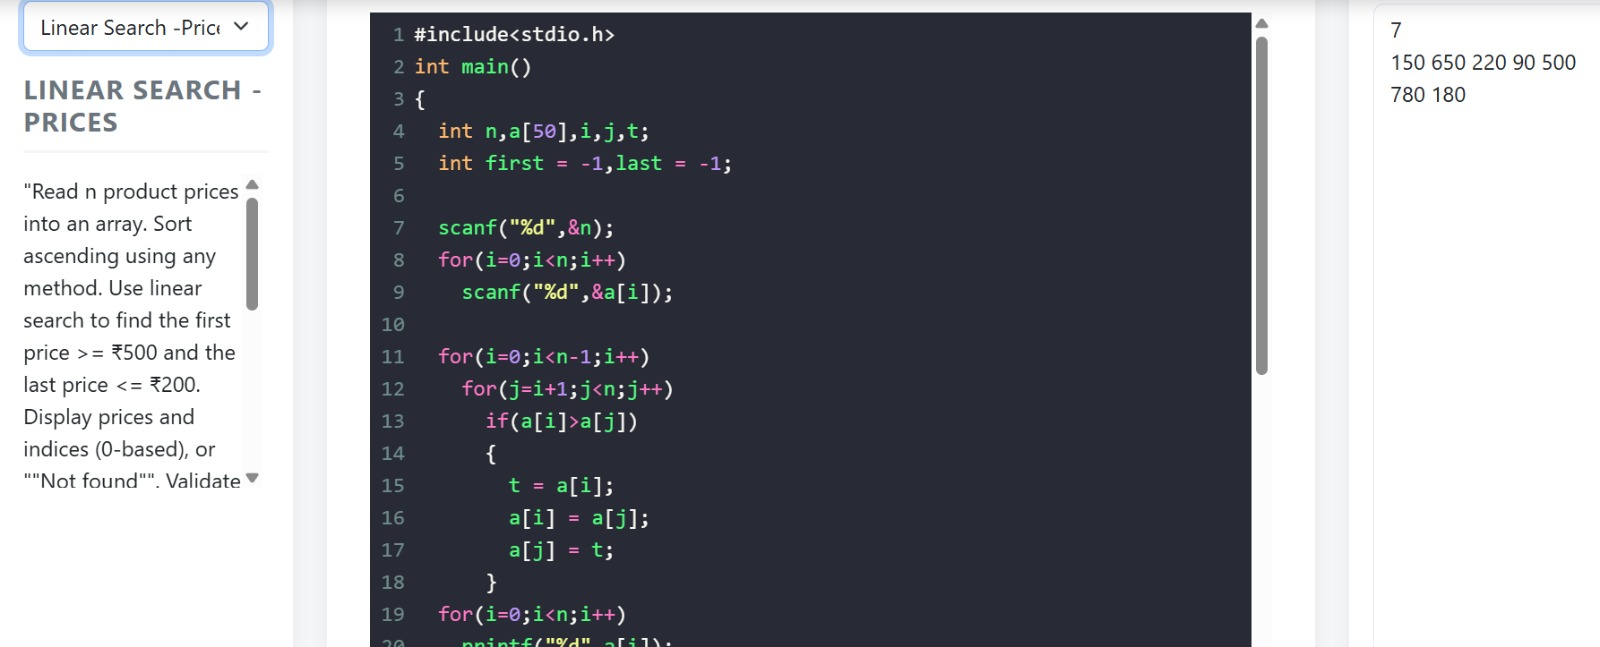 Linear Search -Pric
LINEAR SEARCH -
PRICES
"Read n product prices
into an array. Sort
ascending using any
method. Use linear
search to find the first
price >= ₹500 and the
last price <= ₹200.
Display prices and
indices (0-based), or
""Not found"". Validate
1 #include<stdio.h>
2 int main()
3 {
4   int n,a[50],i,j,t;
5   int first = -1,last = -1;
6
7   scanf("%d",&n);
8   for(i=0;i<n;i++)
9     scanf("%d",&a[i]);
10
11   for(i=0;i<n-1;i++)
12     for(j=i+1;j<n;j++)
13       if(a[i]>a[j])
14       {
15         t = a[i];
16         a[i] = a[j];
17         a[j] = t;
18       }
19   for(i=0;i<n;i++)
20     printf("%d",a[i]);
7
150 650 220 90 500
780 180